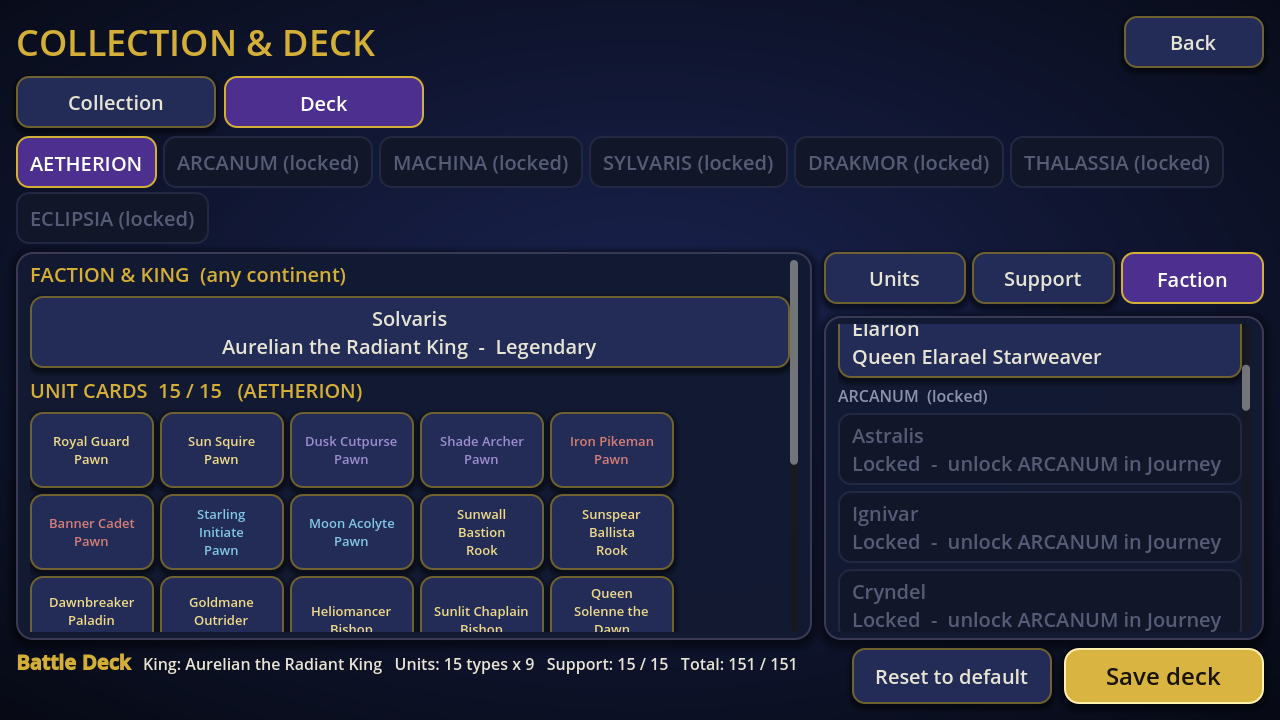 COLLECTION & DECK
Back
Collection
Deck
AETHERION
ARCANUM (locked)
MACHINA (locked)
SYLVARIS (locked)
DRAKMOR (locked)
THALASSIA (locked)
ECLIPSIA (locked)
FACTION & KING (any continent)
Solvaris
Aurelian the Radiant King - Legendary
UNIT CARDS 15 / 15 (AETHERION)
Royal Guard
Pawn
Sun Squire
Pawn
Dusk Cutpurse
Pawn
Shade Archer
Pawn
Iron Pikeman
Pawn
Banner Cadet
Pawn
Starling
Initiate
Pawn
Moon Acolyte
Pawn
Sunwall
Bastion
Rook
Sunspear
Ballista
Rook
Dawnbreaker
Paladin
Goldmane
Outrider
Heliomancer
Bishop
Sunlit Chaplain
Bishop
Queen
Solenne the
Dawn
Units
Support
Faction
Elarion
Queen Elarael Starweaver
ARCANUM (locked)
Astralis
Locked - unlock ARCANUM in Journey
Ignivar
Locked - unlock ARCANUM in Journey
Cryndel
Locked - unlock ARCANUM in Journey
Battle Deck King: Aurelian the Radiant King Units: 15 types x 9 Support: 15 / 15 Total: 151 / 151
Reset to default
Save deck